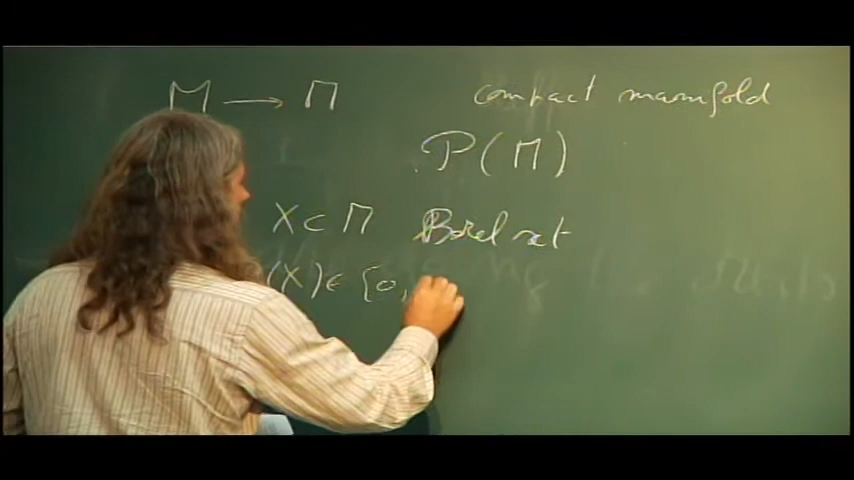 M → M compact manifold
P(M)
X ⊂ M Borel set
(X) ∈ {0,